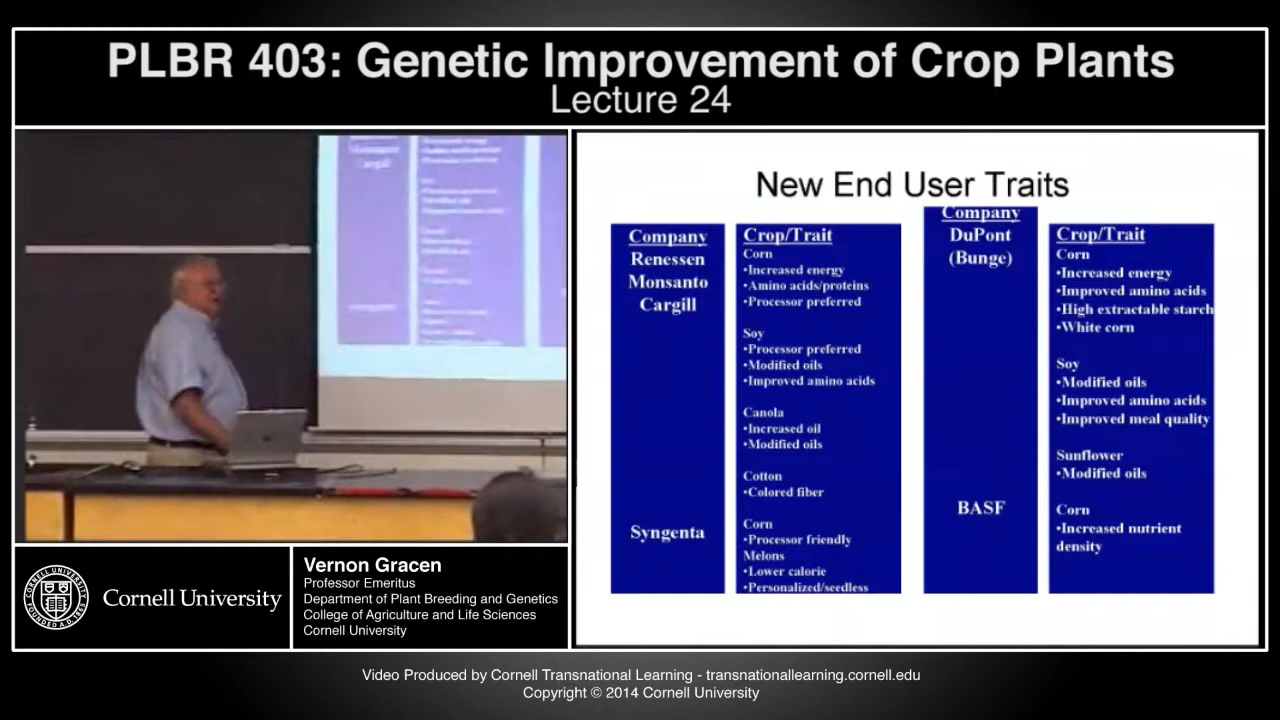 PLBR 403: Genetic Improvement of Crop Plants
Lecture 24
Monsanto
Cargill
New End User Traits
Company
Renessen
Monsanto
Cargill
Syngenta
Crop/Trait
Corn
•Increased energy
•Amino acids/proteins
•Processor preferred
Soy
•Processor preferred
•Modified oils
•Improved amino acids
Canola
•Increased oil
•Modified oils
Cotton
•Colored fiber
Corn
•Processor friendly
Melons
•Lower calorie
•Personalized/seedless
Company
DuPont
(Bunge)
BASF
Crop/Trait
Corn
•Increased energy
•Improved amino acids
•High extractable starch
•White corn
Soy
•Modified oils
•Improved amino acids
•Improved meal quality
Sunflower
•Modified oils
Corn
•Increased nutrient
density
CORNELL UNIVERSITY
FOUNDED A.D.
Cornell University
Vernon Gracen
Professor Emeritus
Department of Plant Breeding and Genetics
College of Agriculture and Life Sciences
Cornell University
Video Produced by Cornell Transnational Learning - transnationallearning.cornell.edu
Copyright © 2014 Cornell University